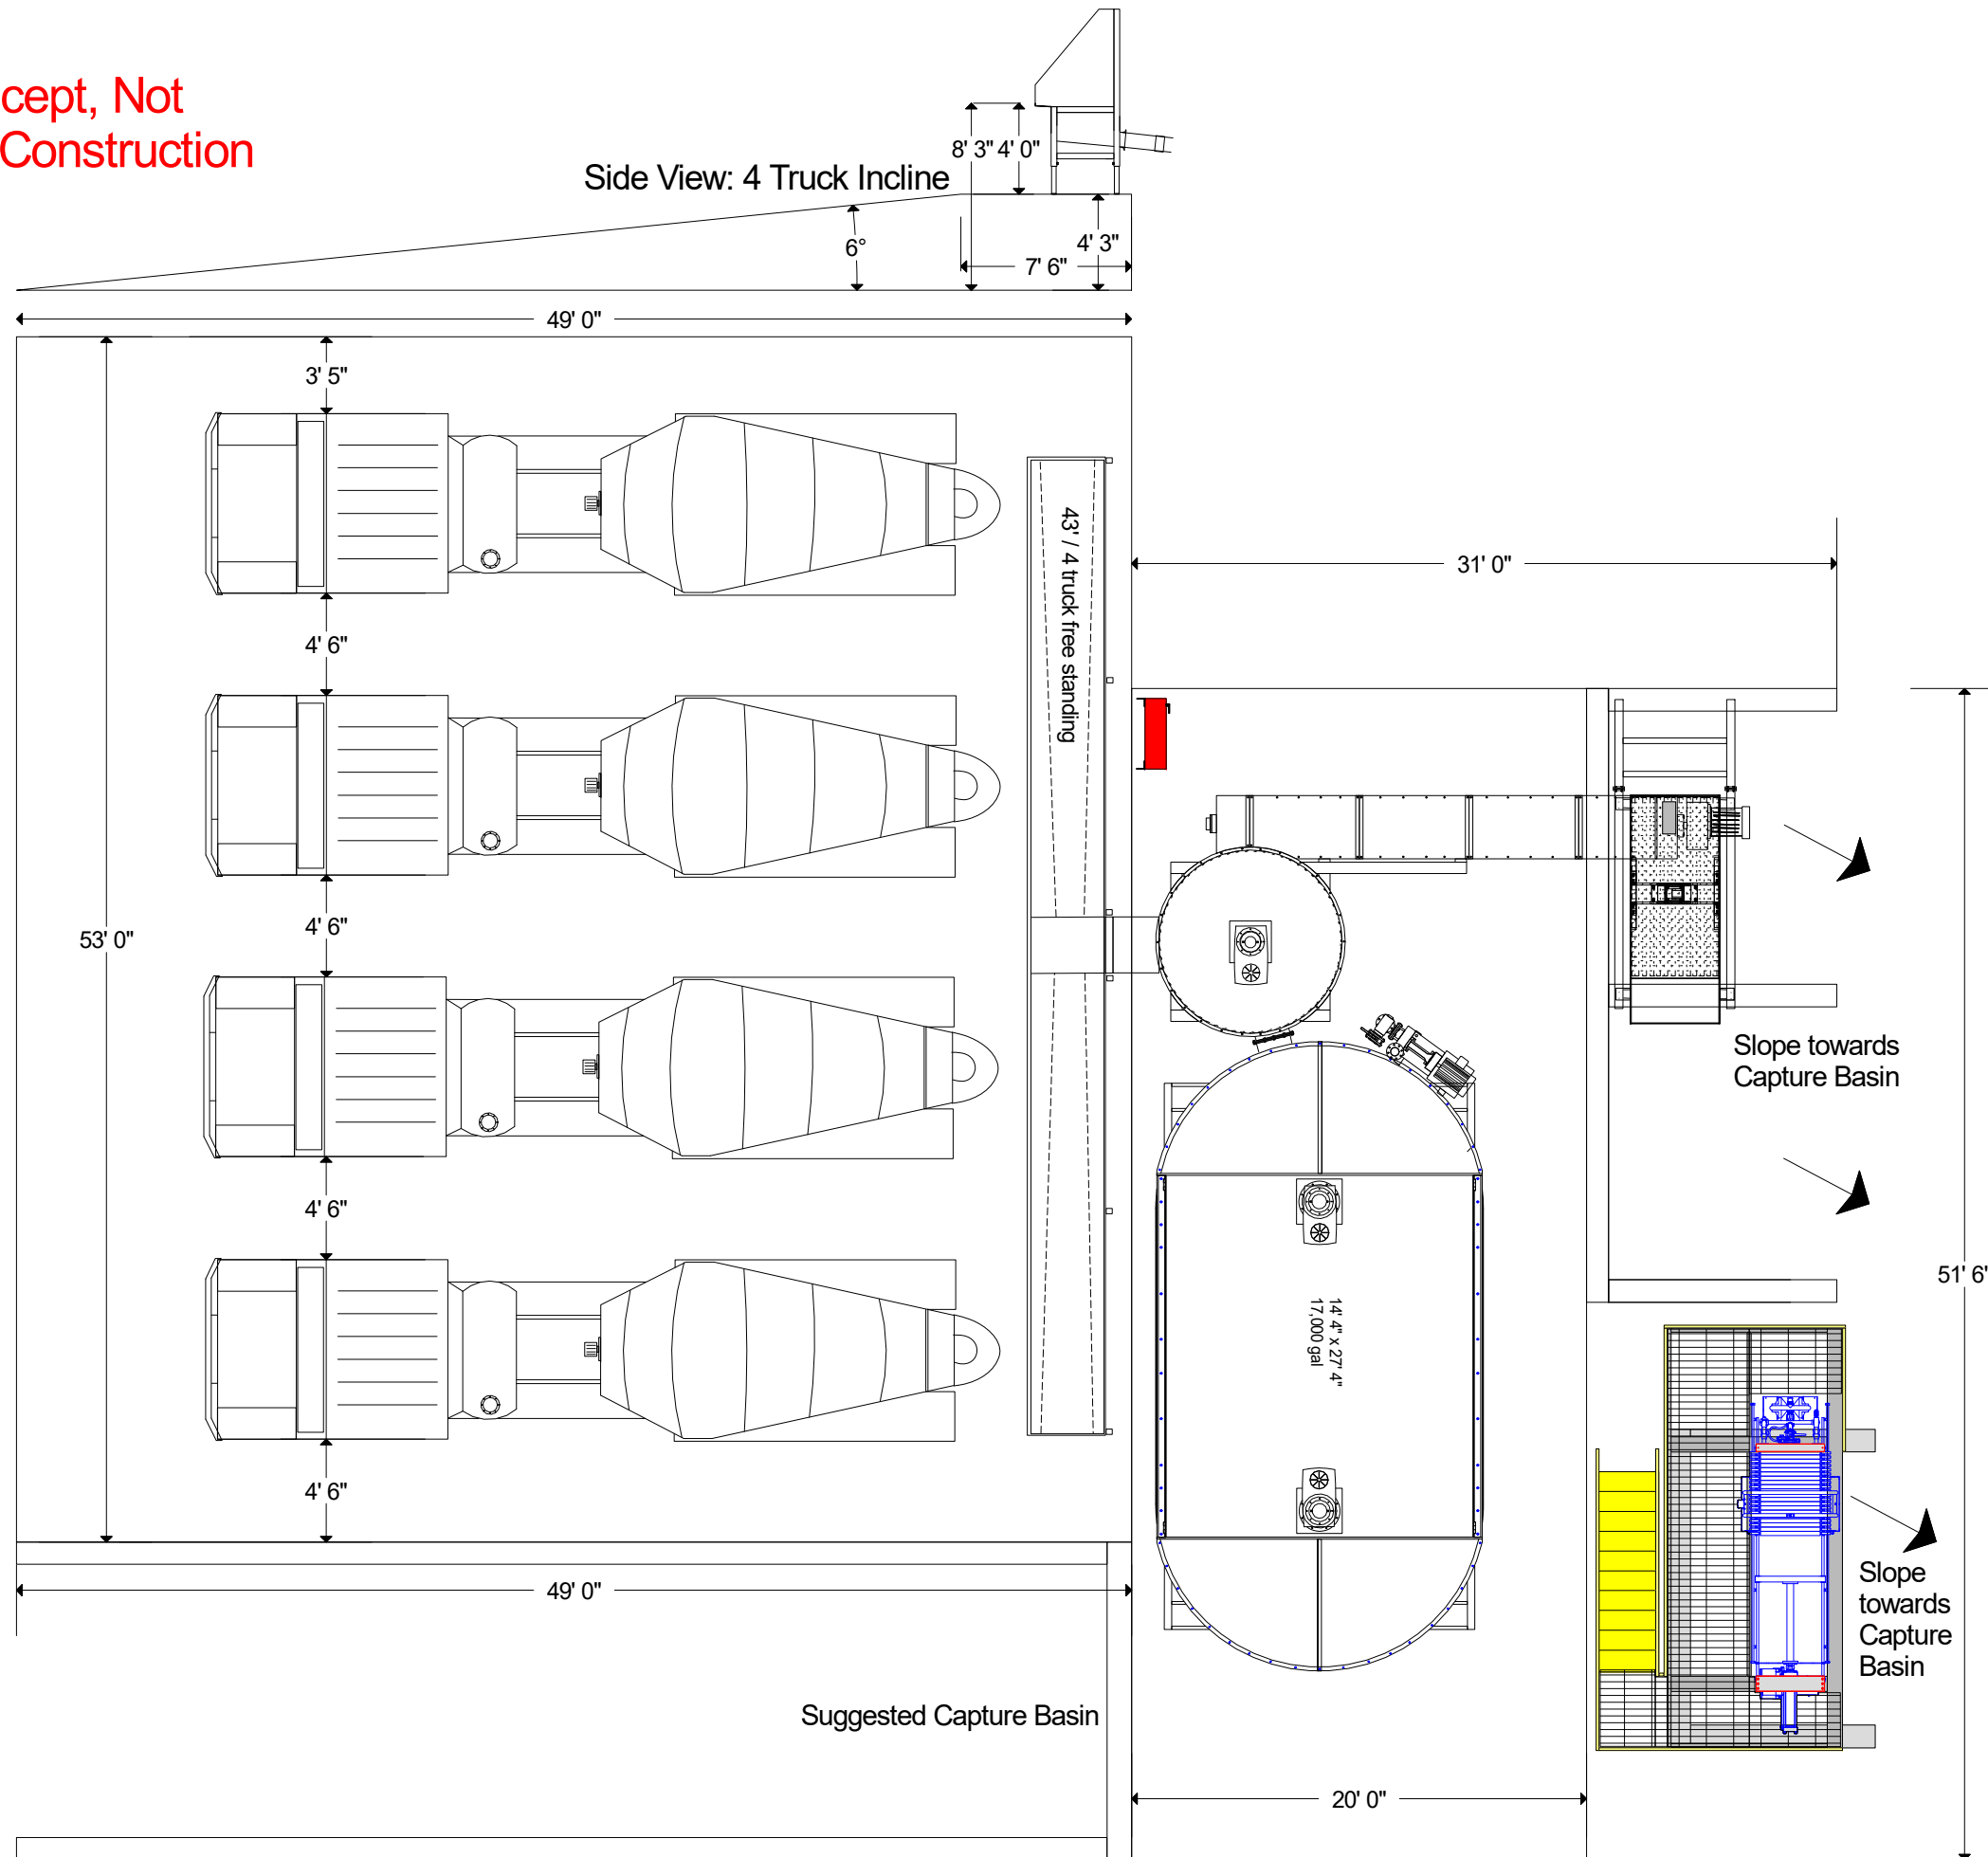 cept, Not
Construction
8' 3"
4' 0"
Side View: 4 Truck Incline
6°
4' 3"
7' 6"
49' 0"
3' 5"
43' / 4 truck free standing
31' 0"
4' 6"
4' 6"
53' 0"
Slope towards
Capture Basin
4' 6"
51' 6"
14' 4" x 27' 4"
17,000 gal
4' 6"
49' 0"
Slope
towards
Capture
Basin
Suggested Capture Basin
20' 0"